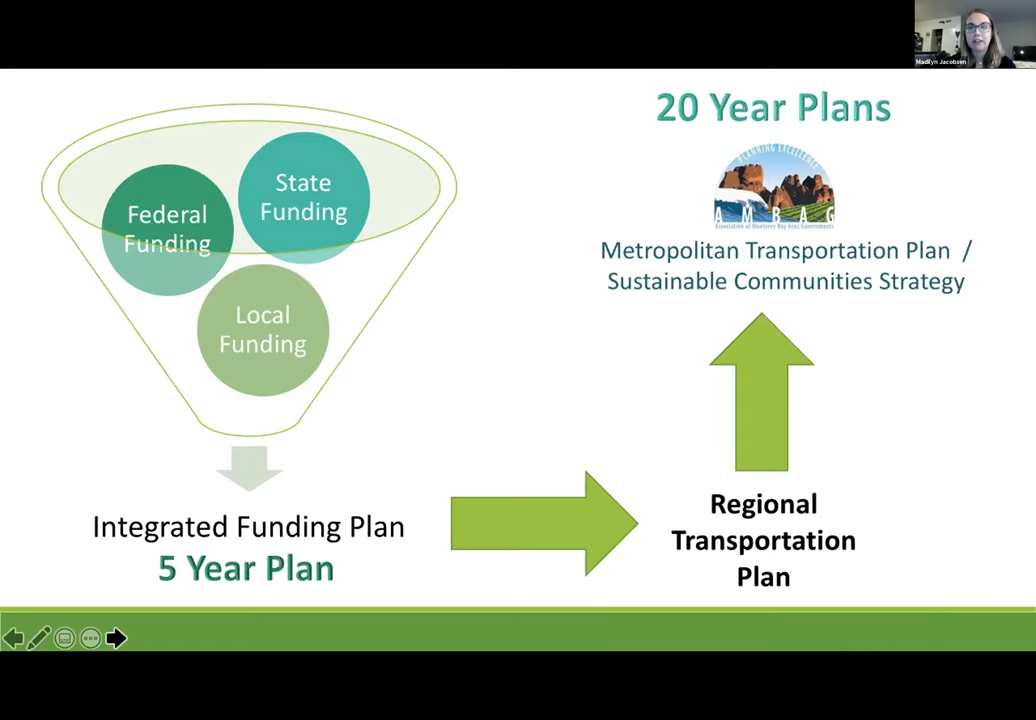 Madilyn Jacobsen
20 Year Plans
State
Funding
Federal
Funding
Local
Funding
PLANNING EXCELLENCE
AMBAG
Association of Monterey Bay Area Governments
Metropolitan Transportation Plan /
Sustainable Communities Strategy
Integrated Funding Plan
5 Year Plan
Regional
Transportation
Plan